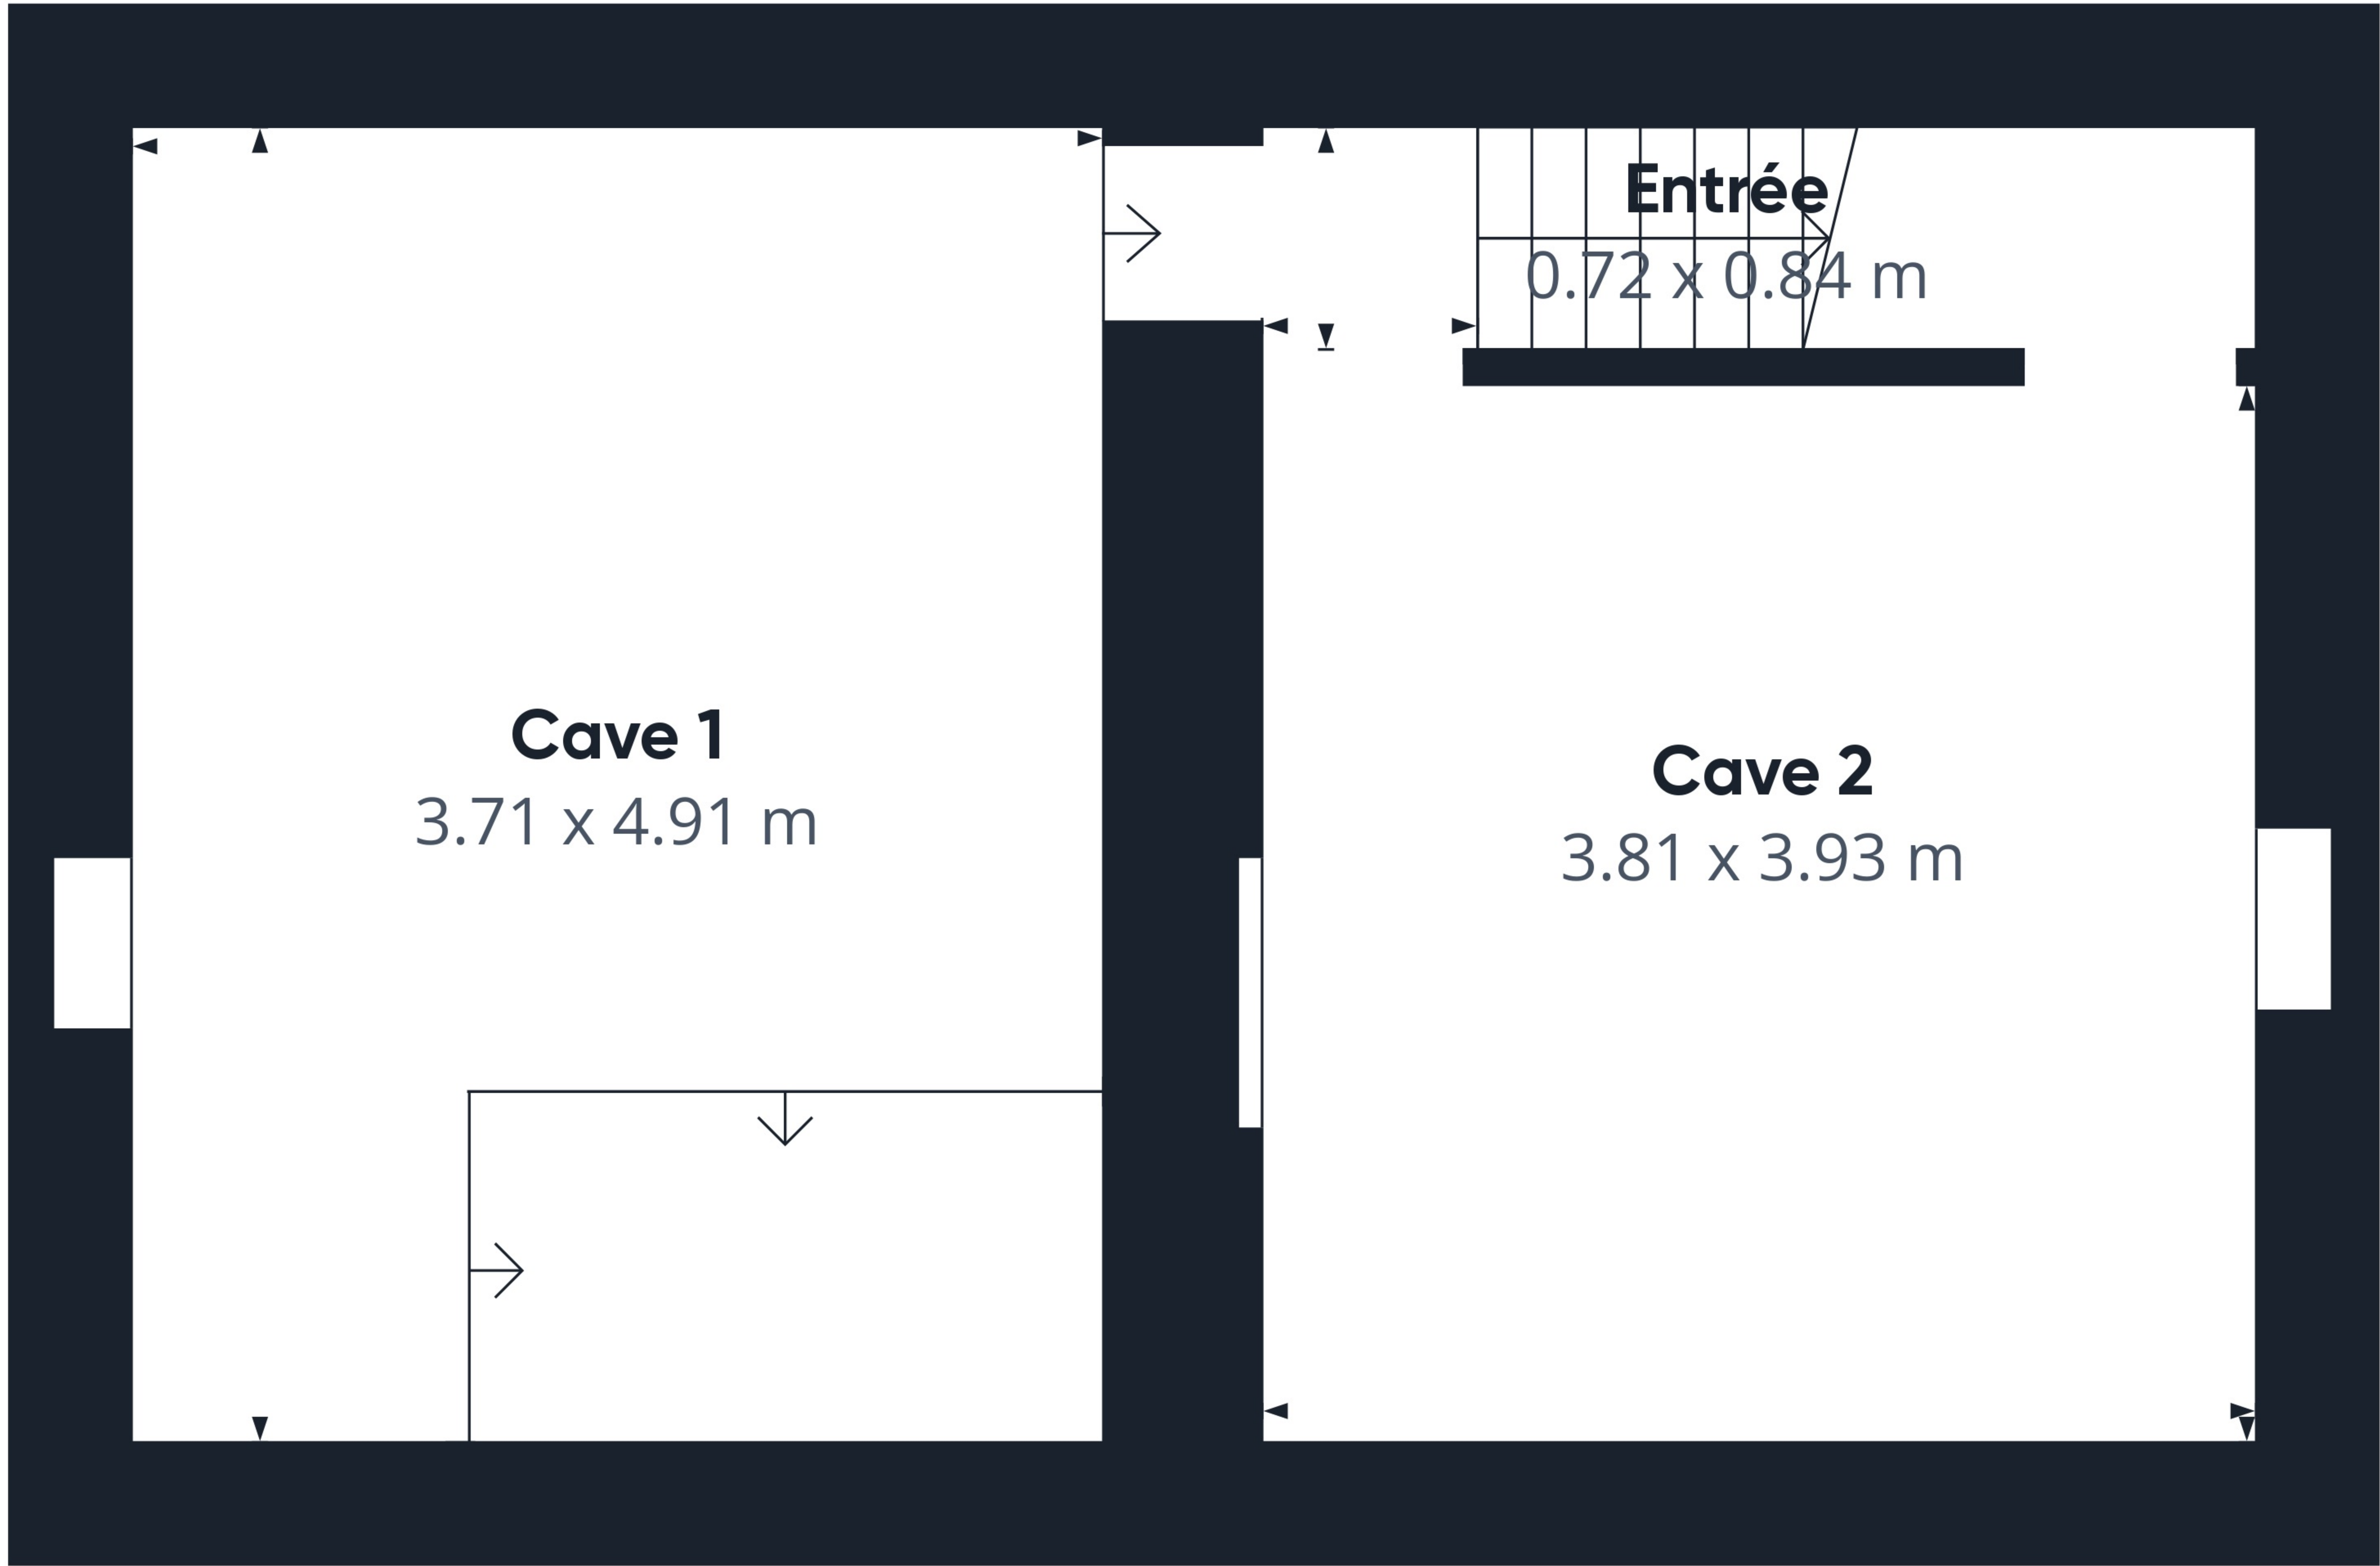 Entrée
0.72 x 0.84 m
Cave 1
3.71 x 4.91 m
Cave 2
3.81 x 3.93 m